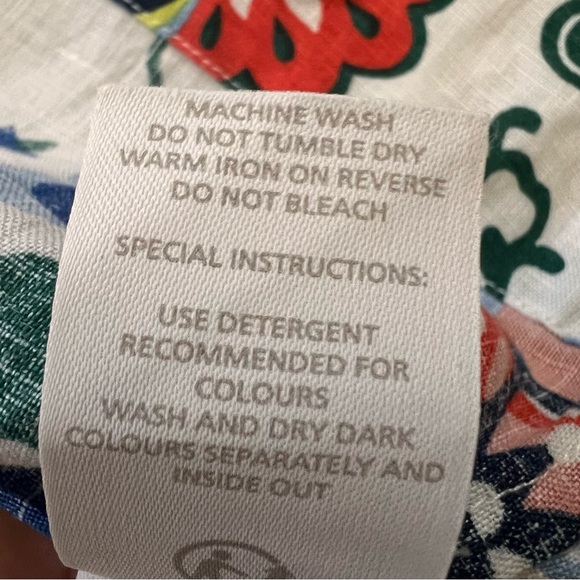 MACHINE WASH
DO NOT TUMBLE DRY
WARM IRON ON REVERSE
DO NOT BLEACH
SPECIAL INSTRUCTIONS:
USE DETERGENT
RECOMMENDED FOR
COLOURS
WASH AND DRY DARK
COLOURS SEPARATELY AND
INSIDE OUT